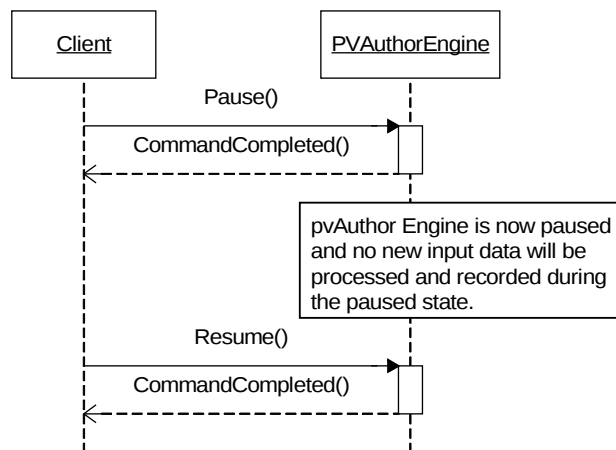 Client
PVAuthorEngine
Pause()
CommandCompleted()
pvAuthor Engine is now paused
and no new input data will be
processed and recorded during
the paused state.
Resume()
CommandCompleted()